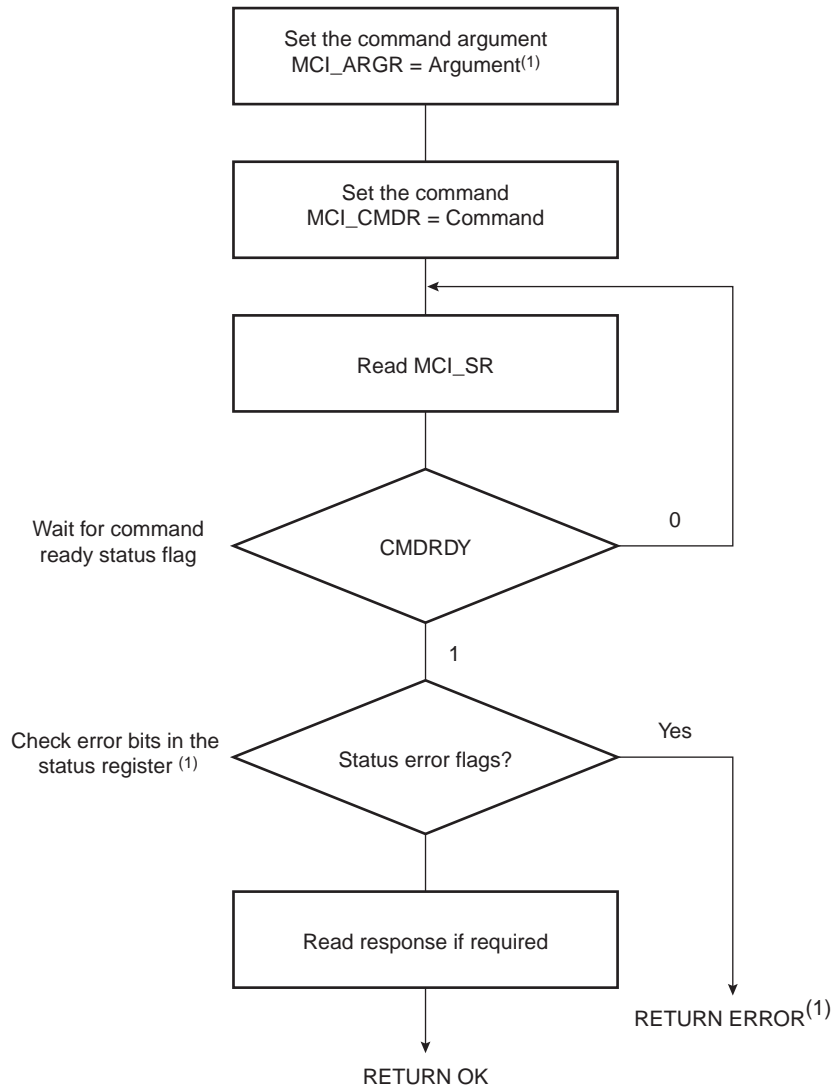 Set the command argument
MCI_ARGR = Argument(1)
Set the command
MCI_CMDR = Command
Read MCI_SR
Wait for command
ready status flag
CMDRDY
0
1
Check error bits in the
status register (1)
Status error flags?
Yes
Read response if required
RETURN ERROR(1)
RETURN OK